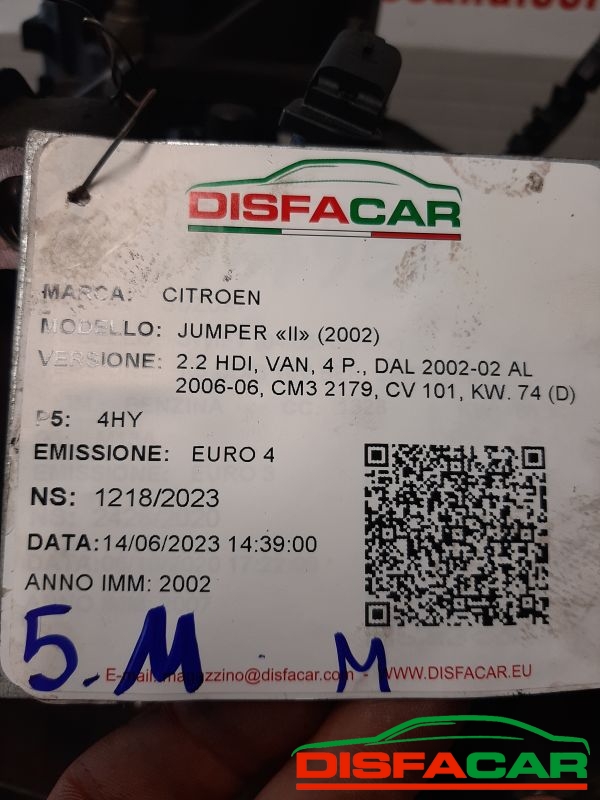 DISFACAR
MARCA: CITROEN
MODELLO: JUMPER «II» (2002)
VERSIONE: 2.2 HDI, VAN, 4 P., DAL 2002-02 AL
2006-06, CM3 2179, CV 101, KW. 74 (D)
P5: 4HY
EMISSIONE: EURO 4
NS: 1218/2023
DATA:14/06/2023 14:39:00
ANNO IMM: 2002
5.M - M
E-mail: magazzino@disfacar.com - WWW.DISFACAR.EU
DISFACAR